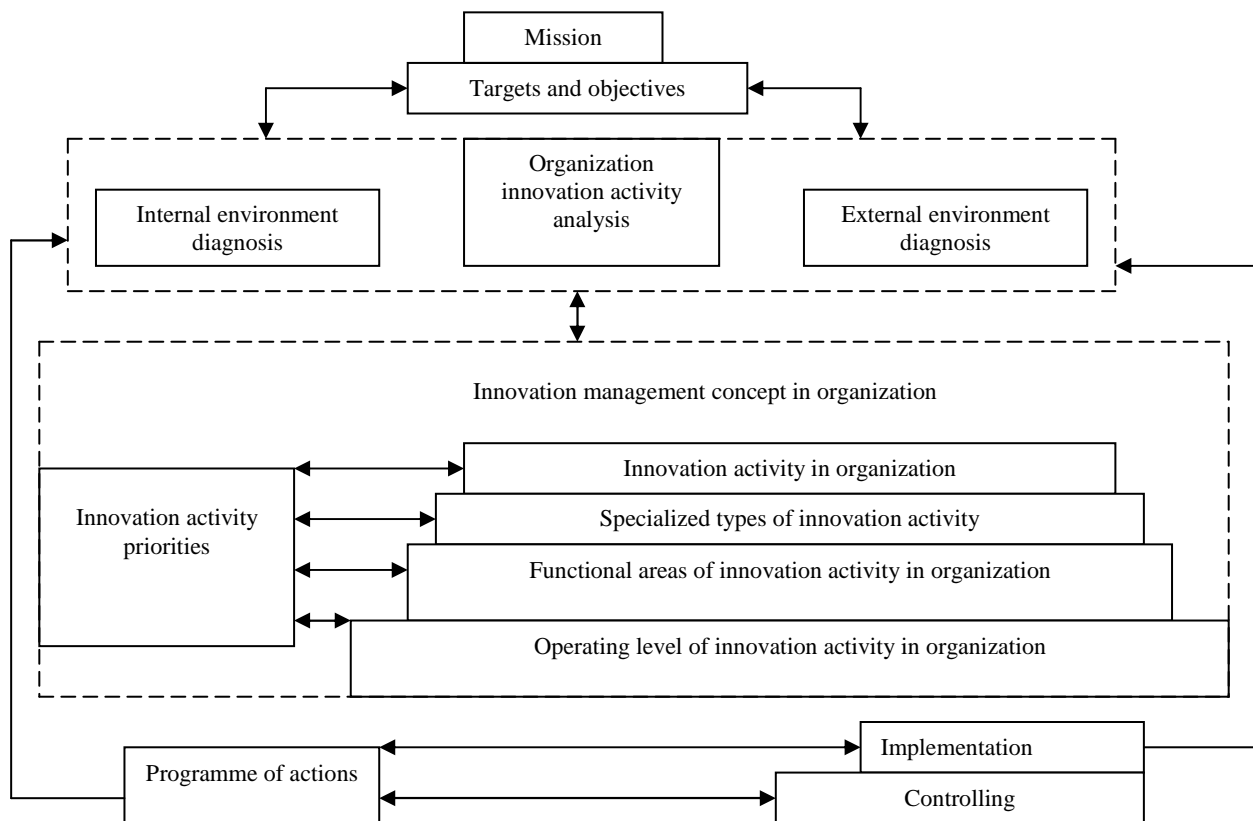 Mission
Targets and objectives
Organization
innovation activity
analysis
Internal environment
diagnosis
External environment
diagnosis
Innovation management concept in organization
Innovation activity in organization
Innovation activity
priorities
Specialized types of innovation activity
Functional areas of innovation activity in organization
Operating level of innovation activity in organization
Implementation
Programme of actions
Controlling